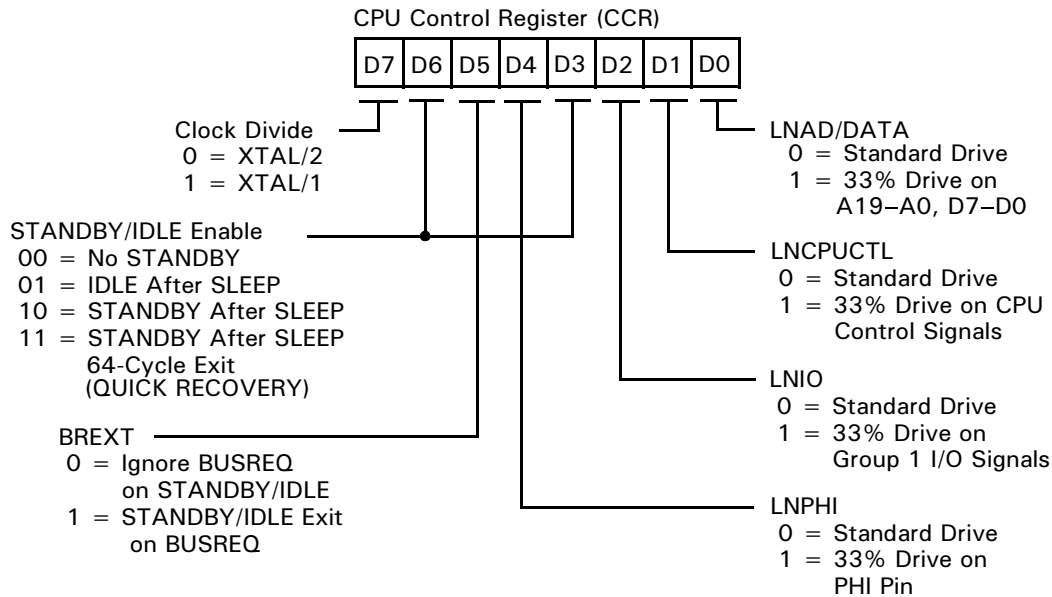 CPU Control Register (CCR)
D7 D6 D5 D4 D3 D2 D1 D0
Clock Divide
0 = XTAL/2
1 = XTAL/1
STANDBY/IDLE Enable
00 = No STANDBY
01 = IDLE After SLEEP
10 = STANDBY After SLEEP
11 = STANDBY After SLEEP
64-Cycle Exit
(QUICK RECOVERY)
BREXT
0 = Ignore BUSREQ
on STANDBY/IDLE
1 = STANDBY/IDLE Exit
on BUSREQ
LNAD/DATA
0 = Standard Drive
1 = 33% Drive on
A19–A0, D7–D0
LNCPUCTL
0 = Standard Drive
1 = 33% Drive on CPU
Control Signals
LNIO
0 = Standard Drive
1 = 33% Drive on
Group 1 I/O Signals
LNPHI
0 = Standard Drive
1 = 33% Drive on
PHI Pin